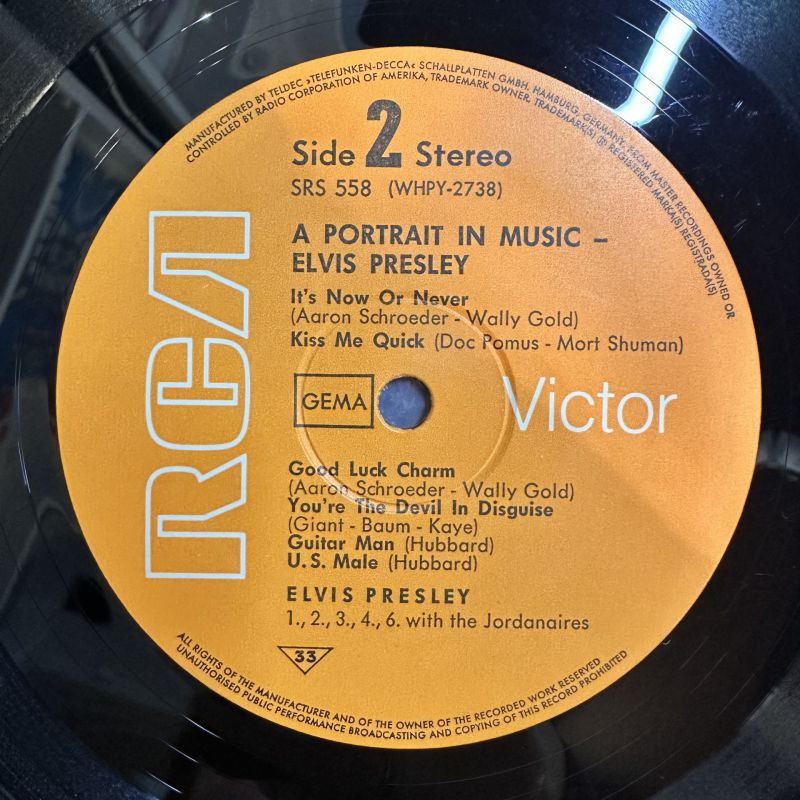 MANUFACTURED BY TELDEC »TELEFUNKEN-DECCA« SCHALLPLATTEN GMBH. HAMBURG, GERMANY, FROM MASTER RECORDINGS OWNED OR
CONTROLLED BY RADIO CORPORATION OF AMERIKA, TRADEMARK OWNER. TRADEMARK(S) ® REGISTERED MARKA(S) REGISTRADA(S)
Side 2 Stereo
SRS 558 (WHPY-2738)
A PORTRAIT IN MUSIC –
ELVIS PRESLEY
It's Now Or Never
(Aaron Schroeder - Wally Gold)
Kiss Me Quick (Doc Pomus - Mort Shuman)
RCA
GEMA
Victor
Good Luck Charm
(Aaron Schroeder - Wally Gold)
You're The Devil In Disguise
(Giant - Baum - Kaye)
Guitar Man (Hubbard)
U.S. Male (Hubbard)
ELVIS PRESLEY
1., 2., 3., 4., 6. with the Jordanaires
33
ALL RIGHTS OF THE MANUFACTURER AND OF THE OWNER OF THE RECORDED WORK RESERVED
UNAUTHORISED PUBLIC PERFORMANCE BROADCASTING AND COPYING OF THIS RECORD PROHIBITED